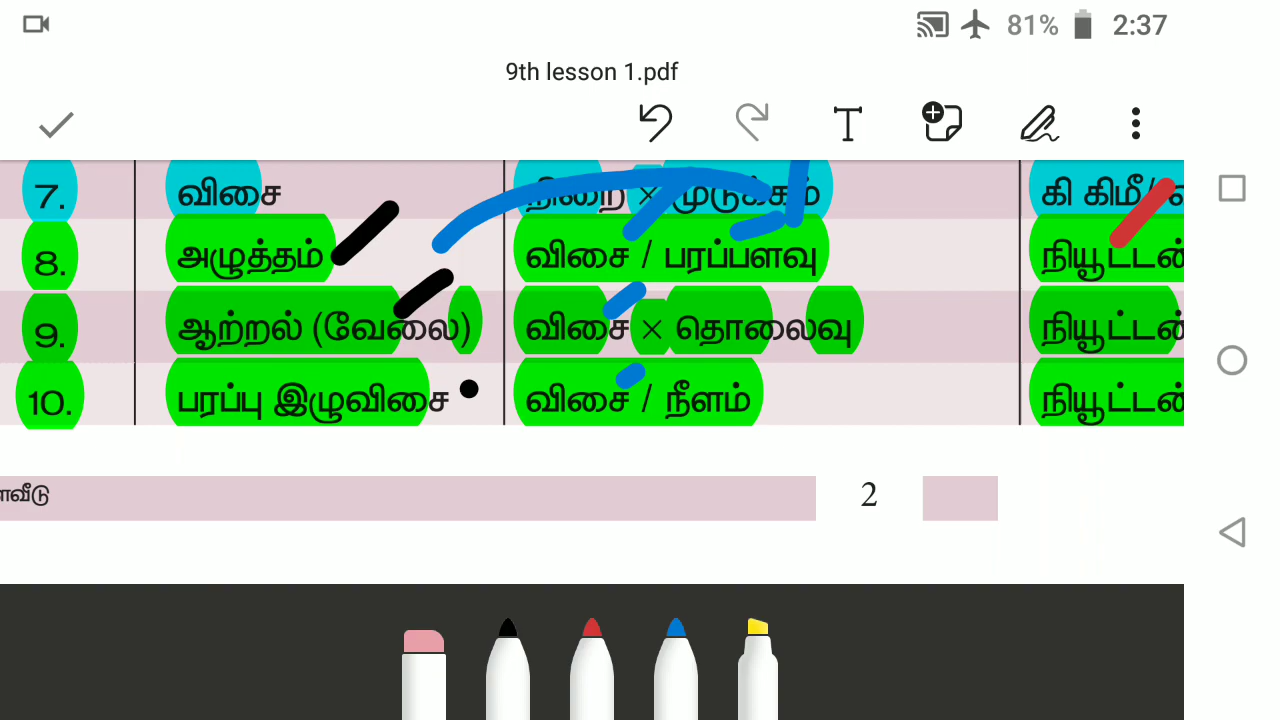 81% 2:37
9th lesson 1.pdf
7. விசை நிறை × முடுக்கம் கி கிமீ/
8. அழுத்தம் விசை / பரப்பளவு நியூட்டன்
9. ஆற்றல் (வேலை) விசை × தொலைவு நியூட்டன்
10. பரப்பு இழுவிசை விசை / நீளம் நியூட்டன்
2